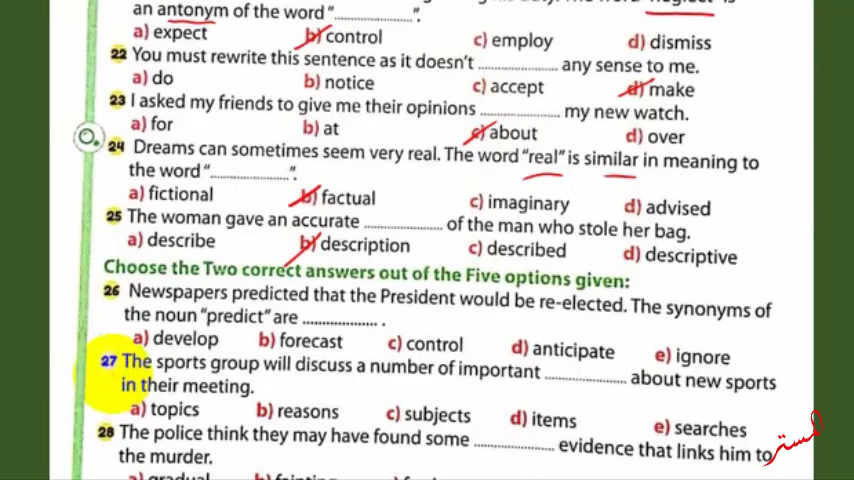 an antonym of the word "............".
a) expect b) control c) employ d) dismiss
22 You must rewrite this sentence as it doesn't ............ any sense to me.
a) do b) notice c) accept d) make
23 I asked my friends to give me their opinions ............ my new watch.
a) for b) at c) about d) over
24 Dreams can sometimes seem very real. The word "real" is similar in meaning to
the word "............".
a) fictional b) factual c) imaginary d) advised
25 The woman gave an accurate ............ of the man who stole her bag.
a) describe b) description c) described d) descriptive
Choose the Two correct answers out of the Five options given:
26 Newspapers predicted that the President would be re-elected. The synonyms of
the noun "predict" are ............ .
a) develop b) forecast c) control d) anticipate e) ignore
27 The sports group will discuss a number of important ............ about new sports
in their meeting.
a) topics b) reasons c) subjects d) items e) searches
28 The police think they may have found some ............ evidence that links him to
the murder.
المستر